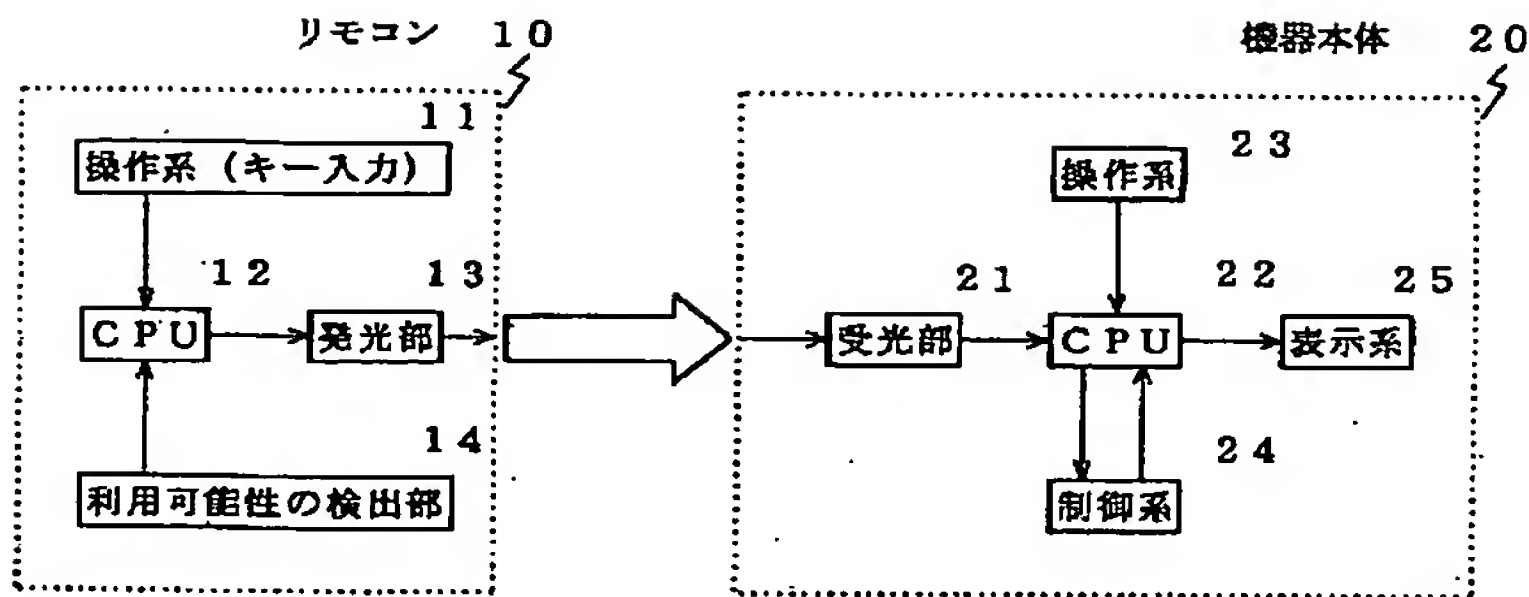 リモコン 10
機器本体 20
11
操作系(キー入力)
12
13
CPU
発光部
14
利用可能性の検出部
23
操作系
21
22
25
受光部
CPU
表示系
24
制御系